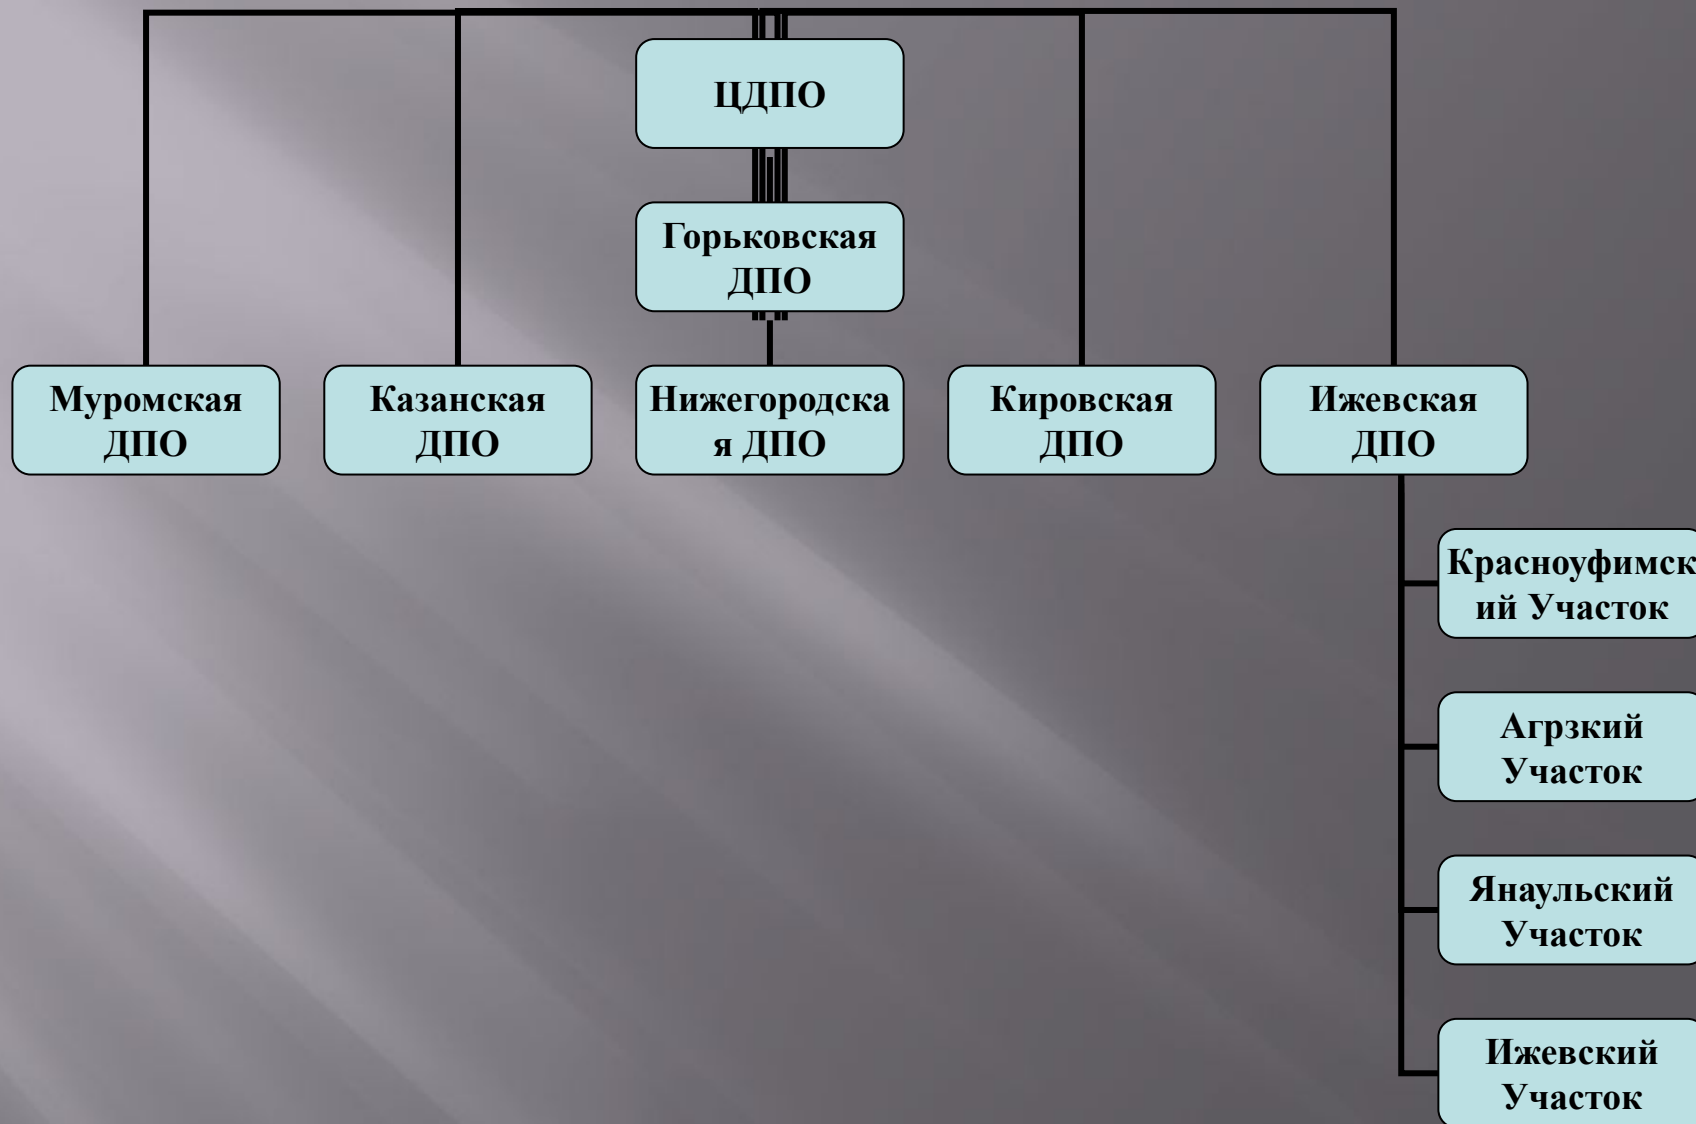 ЦДПО
Горьковская
ДПО
Муромская
ДПО
Казанская
ДПО
Нижегородска
я ДПО
Кировская
ДПО
Ижевская
ДПО
Красноуфимск
ий Участок
Агрзкий
Участок
Янаульский
Участок
Ижевский
Участок